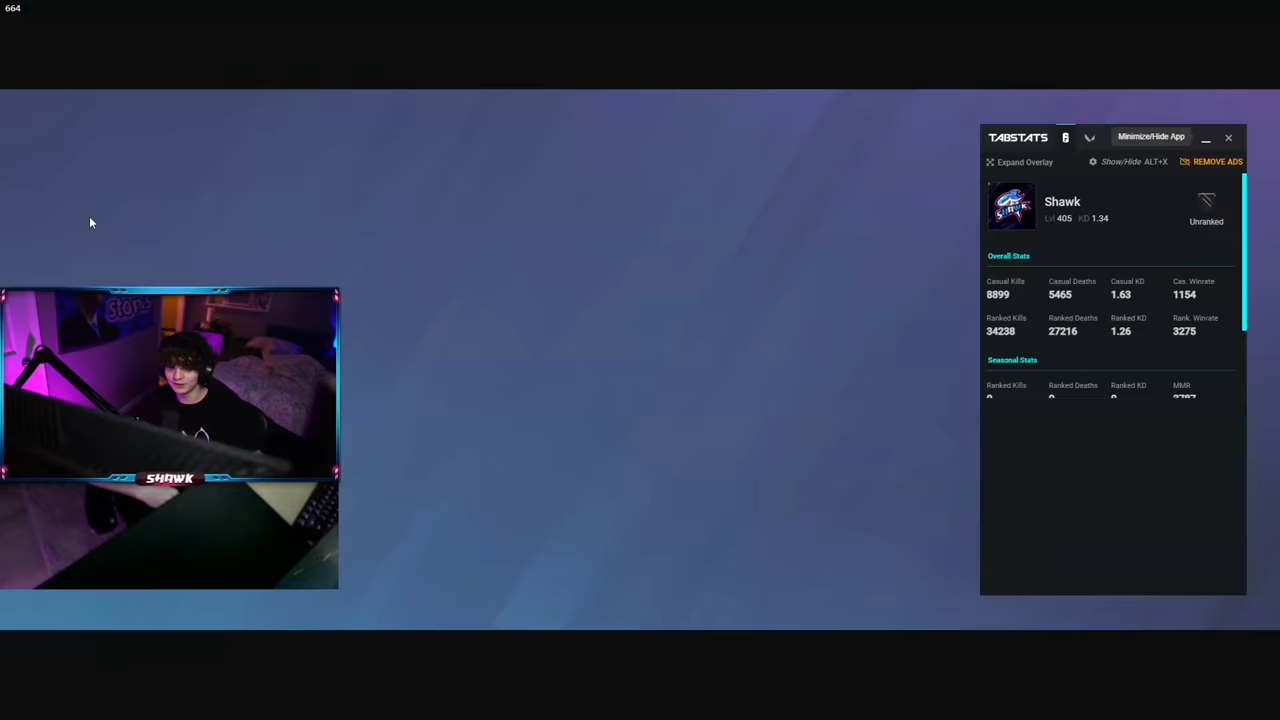 664
TABSTATS
Minimize/Hide App
Expand Overlay
Show/Hide ALT+X
REMOVE ADS
Shawk
Lvl 405 KD 1.34
Unranked
Overall Stats
Casual Kills Casual Deaths Casual KD Cas. Winrate
8899 5465 1.63 1154
Ranked Kills Ranked Deaths Ranked KD Rank. Winrate
34238 27216 1.26 3275
Seasonal Stats
Ranked Kills Ranked Deaths Ranked KD MMR
SHAWK